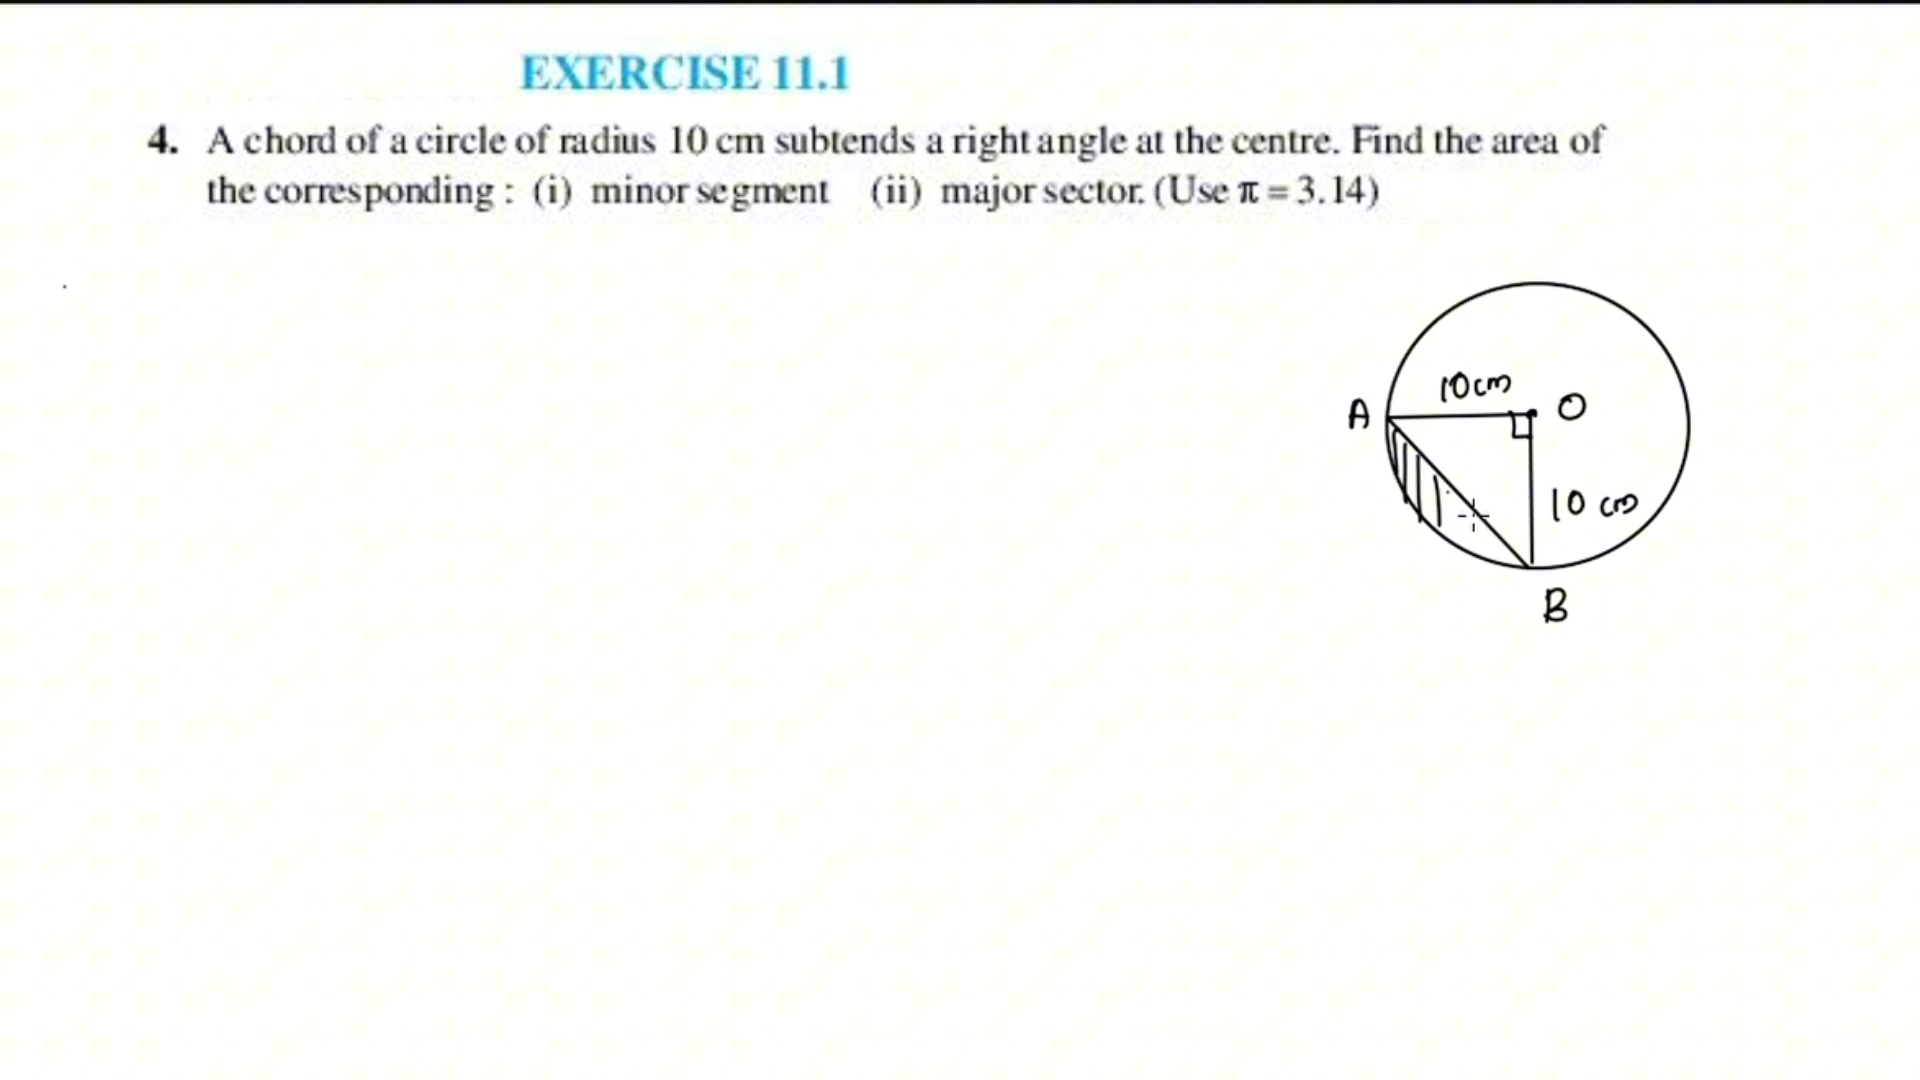 EXERCISE 11.1
4. A chord of a circle of radius 10 cm subtends a right angle at the centre. Find the area of
the corresponding : (i) minor segment (ii) major sector. (Use π = 3.14)
10cm
A
O
10 cm
B